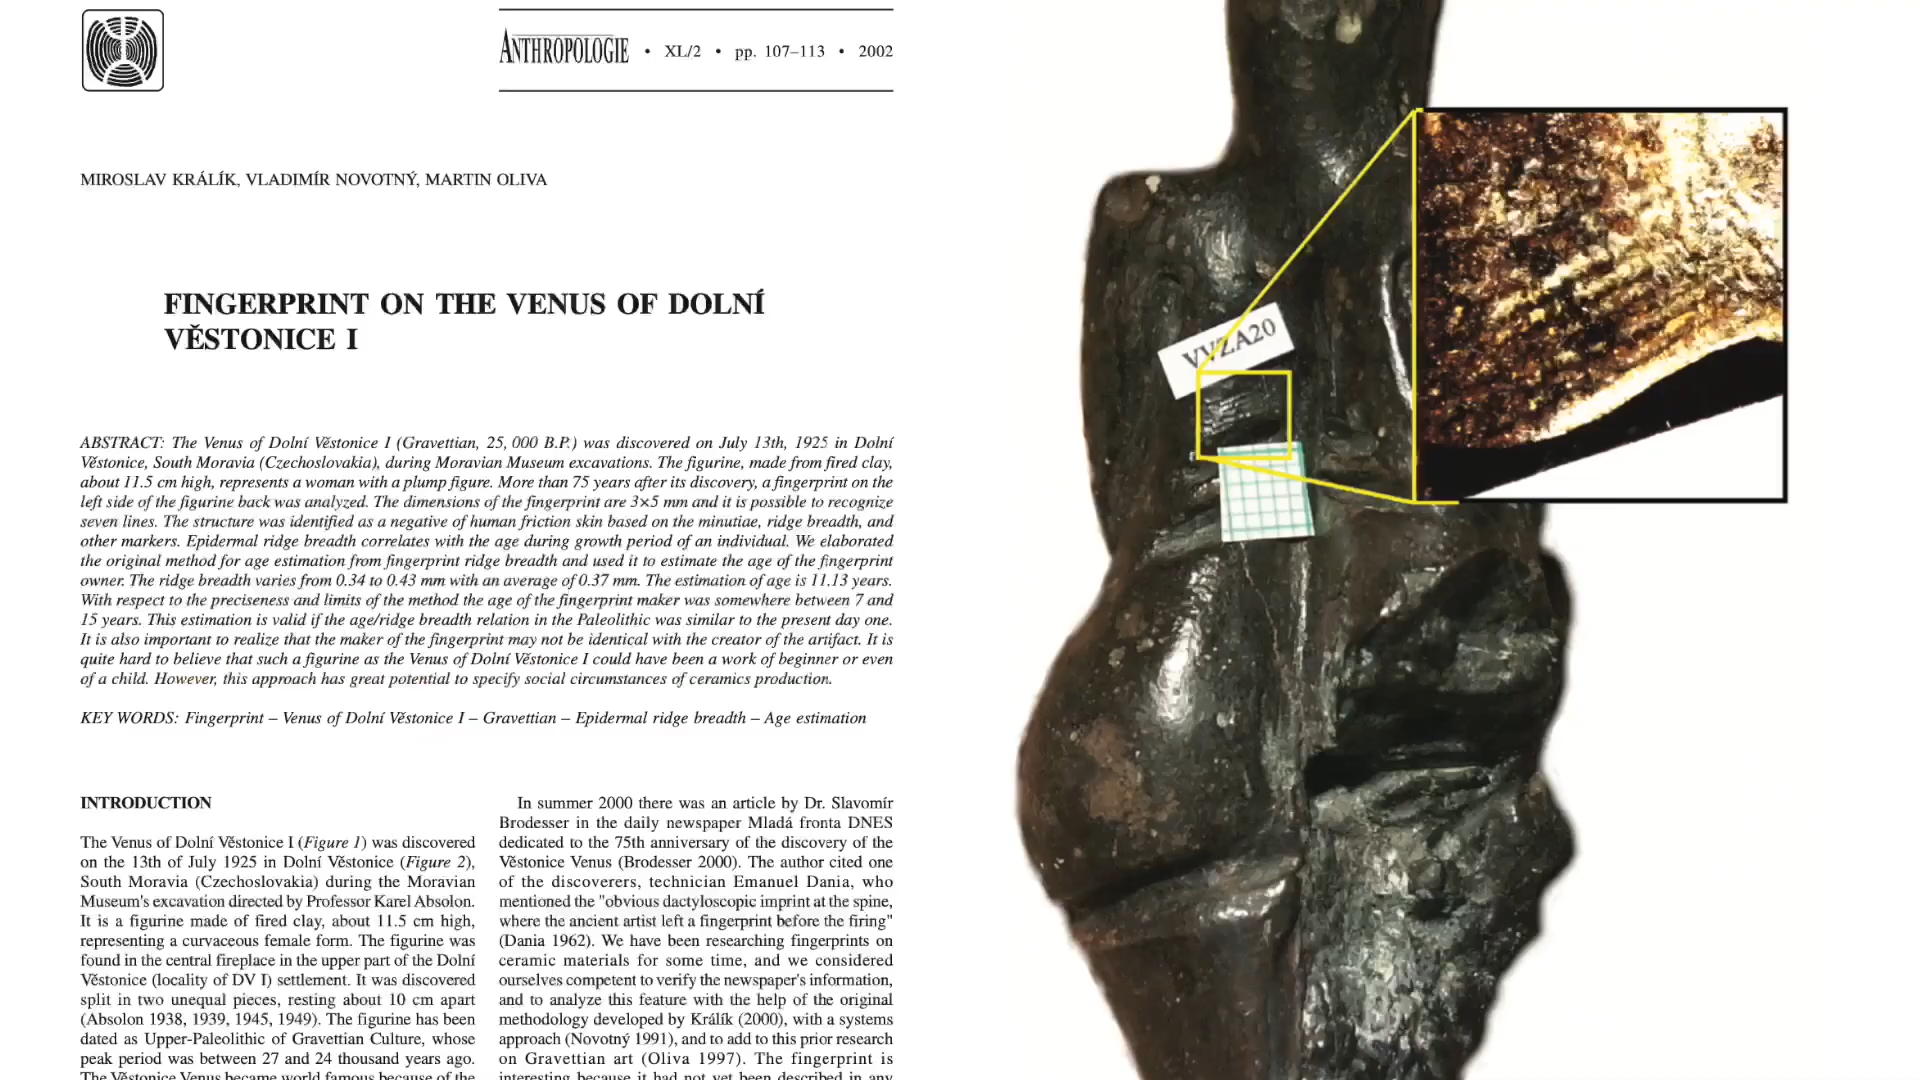 ANTHROPOLOGIE • XL/2 • pp. 107–113 • 2002
MIROSLAV KRÁLÍK, VLADIMÍR NOVOTNÝ, MARTIN OLIVA
FINGERPRINT ON THE VENUS OF DOLNÍ
VĚSTONICE I
ABSTRACT: The Venus of Dolní Věstonice I (Gravettian, 25, 000 B.P.) was discovered on July 13th, 1925 in Dolní
Věstonice, South Moravia (Czechoslovakia), during Moravian Museum excavations. The figurine, made from fired clay,
about 11.5 cm high, represents a woman with a plump figure. More than 75 years after its discovery, a fingerprint on the
left side of the figurine back was analyzed. The dimensions of the fingerprint are 3×5 mm and it is possible to recognize
seven lines. The structure was identified as a negative of human friction skin based on the minutiae, ridge breadth, and
other markers. Epidermal ridge breadth correlates with the age during growth period of an individual. We elaborated
the original method for age estimation from fingerprint ridge breadth and used it to estimate the age of the fingerprint
owner. The ridge breadth varies from 0.34 to 0.43 mm with an average of 0.37 mm. The estimation of age is 11.13 years.
With respect to the preciseness and limits of the method the age of the fingerprint maker was somewhere between 7 and
15 years. This estimation is valid if the age/ridge breadth relation in the Paleolithic was similar to the present day one.
It is also important to realize that the maker of the fingerprint may not be identical with the creator of the artifact. It is
quite hard to believe that such a figurine as the Venus of Dolní Věstonice I could have been a work of beginner or even
of a child. However, this approach has great potential to specify social circumstances of ceramics production.
KEY WORDS: Fingerprint – Venus of Dolní Věstonice I – Gravettian – Epidermal ridge breadth – Age estimation
INTRODUCTION
The Venus of Dolní Věstonice I (Figure 1) was discovered
on the 13th of July 1925 in Dolní Věstonice (Figure 2),
South Moravia (Czechoslovakia) during the Moravian
Museum's excavation directed by Professor Karel Absolon.
It is a figurine made of fired clay, about 11.5 cm high,
representing a curvaceous female form. The figurine was
found in the central fireplace in the upper part of the Dolní
Věstonice (locality of DV I) settlement. It was discovered
split in two unequal pieces, resting about 10 cm apart
(Absolon 1938, 1939, 1945, 1949). The figurine has been
dated as Upper-Paleolithic of Gravettian Culture, whose
peak period was between 27 and 24 thousand years ago.
The Věstonice Venus became world famous because of the
In summer 2000 there was an article by Dr. Slavomír
Brodesser in the daily newspaper Mladá fronta DNES
dedicated to the 75th anniversary of the discovery of the
Věstonice Venus (Brodesser 2000). The author cited one
of the discoverers, technician Emanuel Dania, who
mentioned the "obvious dactyloscopic imprint at the spine,
where the ancient artist left a fingerprint before the firing"
(Dania 1962). We have been researching fingerprints on
ceramic materials for some time, and we considered
ourselves competent to verify the newspaper's information,
and to analyze this feature with the help of the original
methodology developed by Králík (2000), with a systems
approach (Novotný 1991), and to add to this prior research
on Gravettian art (Oliva 1997). The fingerprint is
interesting because it had not yet been described in any
VVZA20